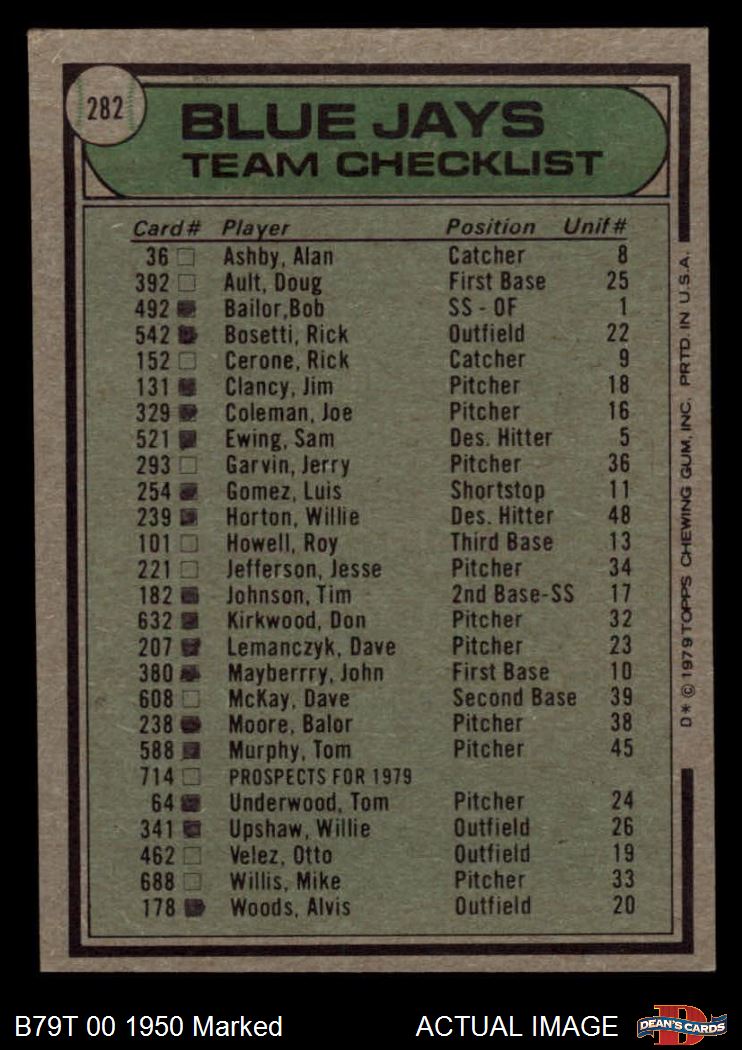 282
BLUE JAYS
TEAM CHECKLIST
Card# Player Position Unif#
36 Ashby, Alan Catcher 8
392 Ault, Doug First Base 25
492 Bailor,Bob SS - OF 1
542 Bosetti, Rick Outfield 22
152 Cerone, Rick Catcher 9
131 Clancy, Jim Pitcher 18
329 Coleman, Joe Pitcher 16
521 Ewing, Sam Des. Hitter 5
293 Garvin, Jerry Pitcher 36
254 Gomez, Luis Shortstop 11
239 Horton, Willie Des. Hitter 48
101 Howell, Roy Third Base 13
221 Jefferson, Jesse Pitcher 34
182 Johnson, Tim 2nd Base-SS 17
632 Kirkwood, Don Pitcher 32
207 Lemanczyk, Dave Pitcher 23
380 Mayberrry, John First Base 10
608 McKay, Dave Second Base 39
238 Moore, Balor Pitcher 38
588 Murphy, Tom Pitcher 45
714 PROSPECTS FOR 1979
64 Underwood, Tom Pitcher 24
341 Upshaw, Willie Outfield 26
462 Velez, Otto Outfield 19
688 Willis, Mike Pitcher 33
178 Woods, Alvis Outfield 20
D* © 1979 TOPPS CHEWING GUM, INC. PRTD. IN U.S.A.
B79T 00 1950 Marked ACTUAL IMAGE
DEAN'S CARDS